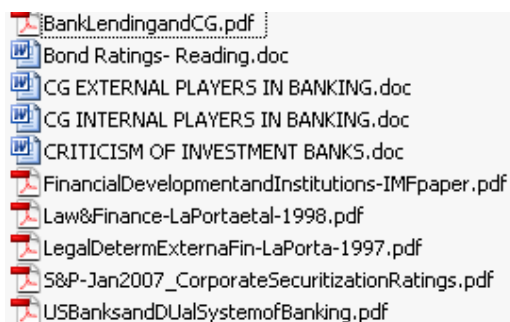 BankLendingandCG.pdf
Bond Ratings- Reading.doc
CG EXTERNAL PLAYERS IN BANKING.doc
CG INTERNAL PLAYERS IN BANKING.doc
CRITICISM OF INVESTMENT BANKS.doc
FinancialDevelopmentandInstitutions-IMFpaper.pdf
Law&Finance-LaPortaetal-1998.pdf
LegalDetermExternaFin-LaPorta-1997.pdf
S&P-Jan2007_CorporateSecuritizationRatings.pdf
USBanksandDUalSystemofBanking.pdf